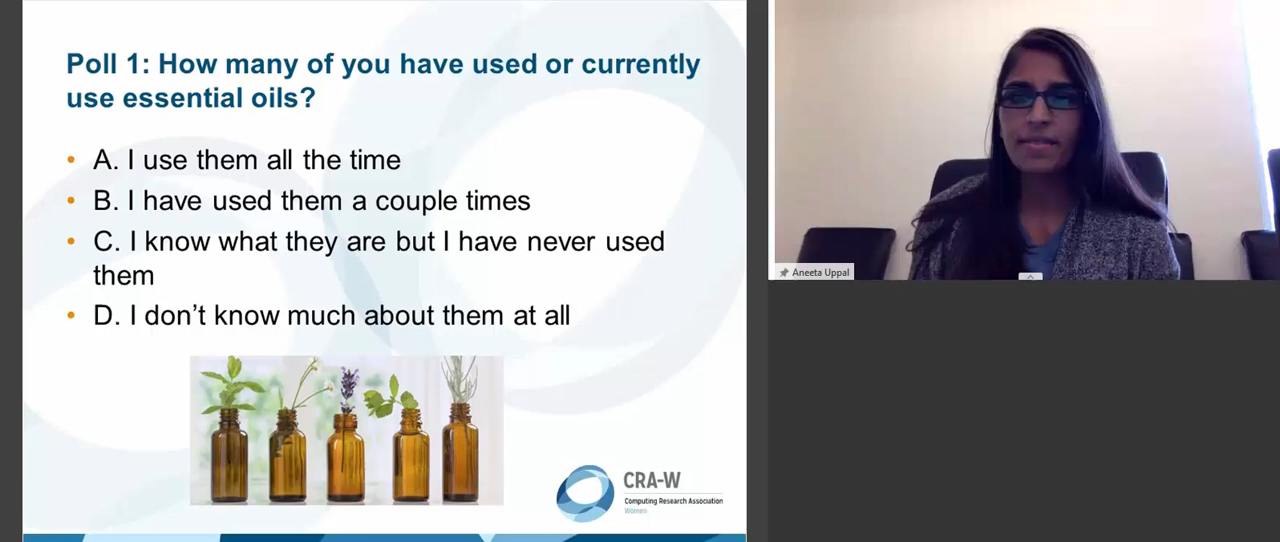 Poll 1: How many of you have used or currently
use essential oils?
• A. I use them all the time
• B. I have used them a couple times
• C. I know what they are but I have never used
them
• D. I don’t know much about them at all
CRA-W
Computing Research Association
Women
Aneeta Uppal